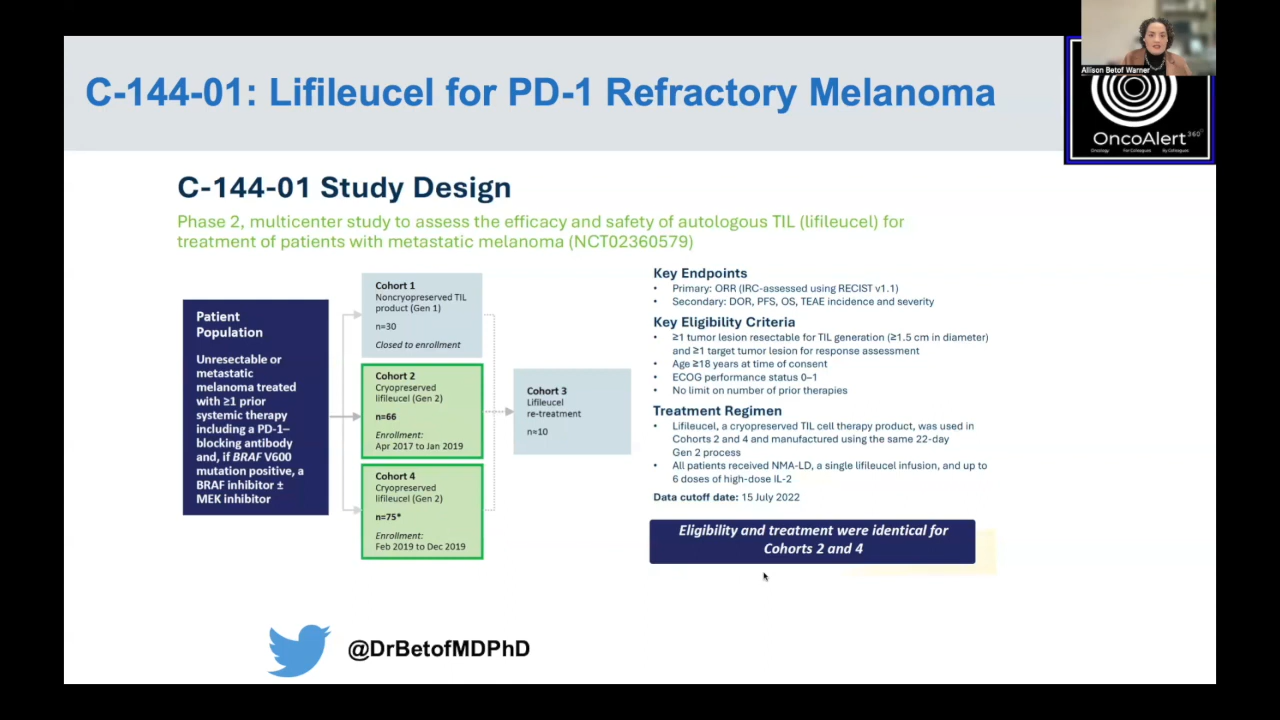 C-144-01: Lifileucel for PD-1 Refractory Melanoma
Allison Betof Warner
OncoAlert 360°
Oncology For Colleagues By Colleagues
C-144-01 Study Design
Phase 2, multicenter study to assess the efficacy and safety of autologous TIL (lifileucel) for
treatment of patients with metastatic melanoma (NCT02360579)
Patient
Population
Unresectable or
metastatic
melanoma treated
with ≥1 prior
systemic therapy
including a PD-1–
blocking antibody
and, if BRAF V600
mutation positive, a
BRAF inhibitor ±
MEK inhibitor
Cohort 1
Noncryopreserved TIL
product (Gen 1)
n=30
Closed to enrollment
Cohort 2
Cryopreserved
lifileucel (Gen 2)
n=66
Enrollment:
Apr 2017 to Jan 2019
Cohort 4
Cryopreserved
lifileucel (Gen 2)
n=75*
Enrollment:
Feb 2019 to Dec 2019
Cohort 3
Lifileucel
re-treatment
n≈10
Key Endpoints
• Primary: ORR (IRC-assessed using RECIST v1.1)
• Secondary: DOR, PFS, OS, TEAE incidence and severity
Key Eligibility Criteria
• ≥1 tumor lesion resectable for TIL generation (≥1.5 cm in diameter)
and ≥1 target tumor lesion for response assessment
• Age ≥18 years at time of consent
• ECOG performance status 0–1
• No limit on number of prior therapies
Treatment Regimen
• Lifileucel, a cryopreserved TIL cell therapy product, was used in
Cohorts 2 and 4 and manufactured using the same 22-day
Gen 2 process
• All patients received NMA-LD, a single lifileucel infusion, and up to
6 doses of high-dose IL-2
Data cutoff date: 15 July 2022
Eligibility and treatment were identical for
Cohorts 2 and 4
@DrBetofMDPhD